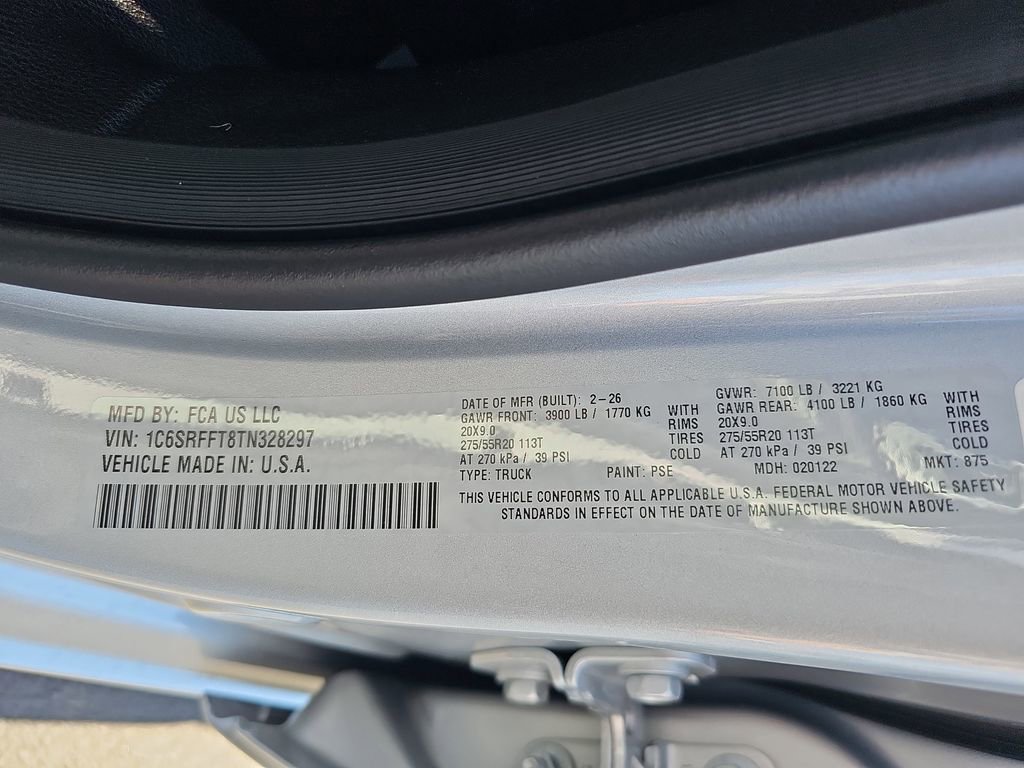 MFD BY: FCA US LLC
VIN: 1C6SRFFT8TN328297
VEHICLE MADE IN: U.S.A.
DATE OF MFR (BUILT): 2-26
GAWR FRONT: 3900 LB / 1770 KG WITH
20X9.0 RIMS
275/55R20 113T TIRES
AT 270 kPa / 39 PSI COLD
TYPE: TRUCK PAINT: PSE
GVWR: 7100 LB / 3221 KG
GAWR REAR: 4100 LB / 1860 KG WITH
20X9.0 RIMS
275/55R20 113T TIRES
AT 270 kPa / 39 PSI COLD
MDH: 020122 MKT: 875
THIS VEHICLE CONFORMS TO ALL APPLICABLE U.S.A. FEDERAL MOTOR VEHICLE SAFETY
STANDARDS IN EFFECT ON THE DATE OF MANUFACTURE SHOWN ABOVE.